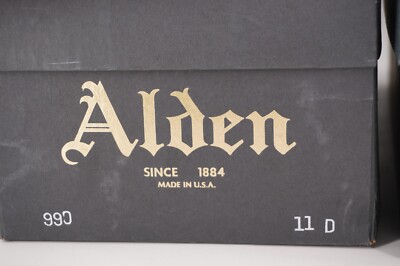 Alden
SINCE 1884
MADE IN U.S.A.
990 11 D